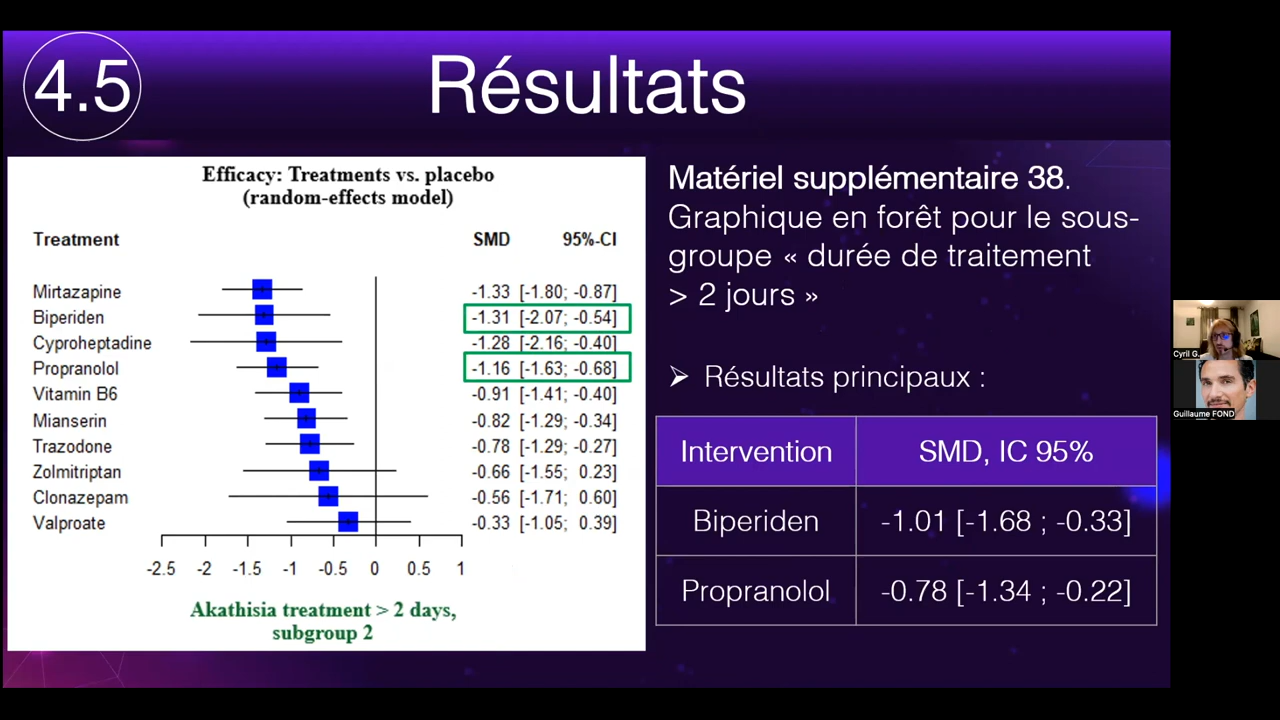 4.5
Résultats
Efficacy: Treatments vs. placebo
(random-effects model)
Treatment SMD 95%-CI
Mirtazapine -1.33 [-1.80; -0.87]
Biperiden -1.31 [-2.07; -0.54]
Cyproheptadine -1.28 [-2.16; -0.40]
Propranolol -1.16 [-1.63; -0.68]
Vitamin B6 -0.91 [-1.41; -0.40]
Mianserin -0.82 [-1.29; -0.34]
Trazodone -0.78 [-1.29; -0.27]
Zolmitriptan -0.66 [-1.55; 0.23]
Clonazepam -0.56 [-1.71; 0.60]
Valproate -0.33 [-1.05; 0.39]
-2.5 -2 -1.5 -1 -0.5 0 0.5 1
Akathisia treatment > 2 days,
subgroup 2
Matériel supplémentaire 38.
Graphique en forêt pour le sous-
groupe « durée de traitement
> 2 jours »
➢ Résultats principaux :
Intervention SMD, IC 95%
Biperiden -1.01 [-1.68 ; -0.33]
Propranolol -0.78 [-1.34 ; -0.22]
Cyril G.
Guillaume FOND